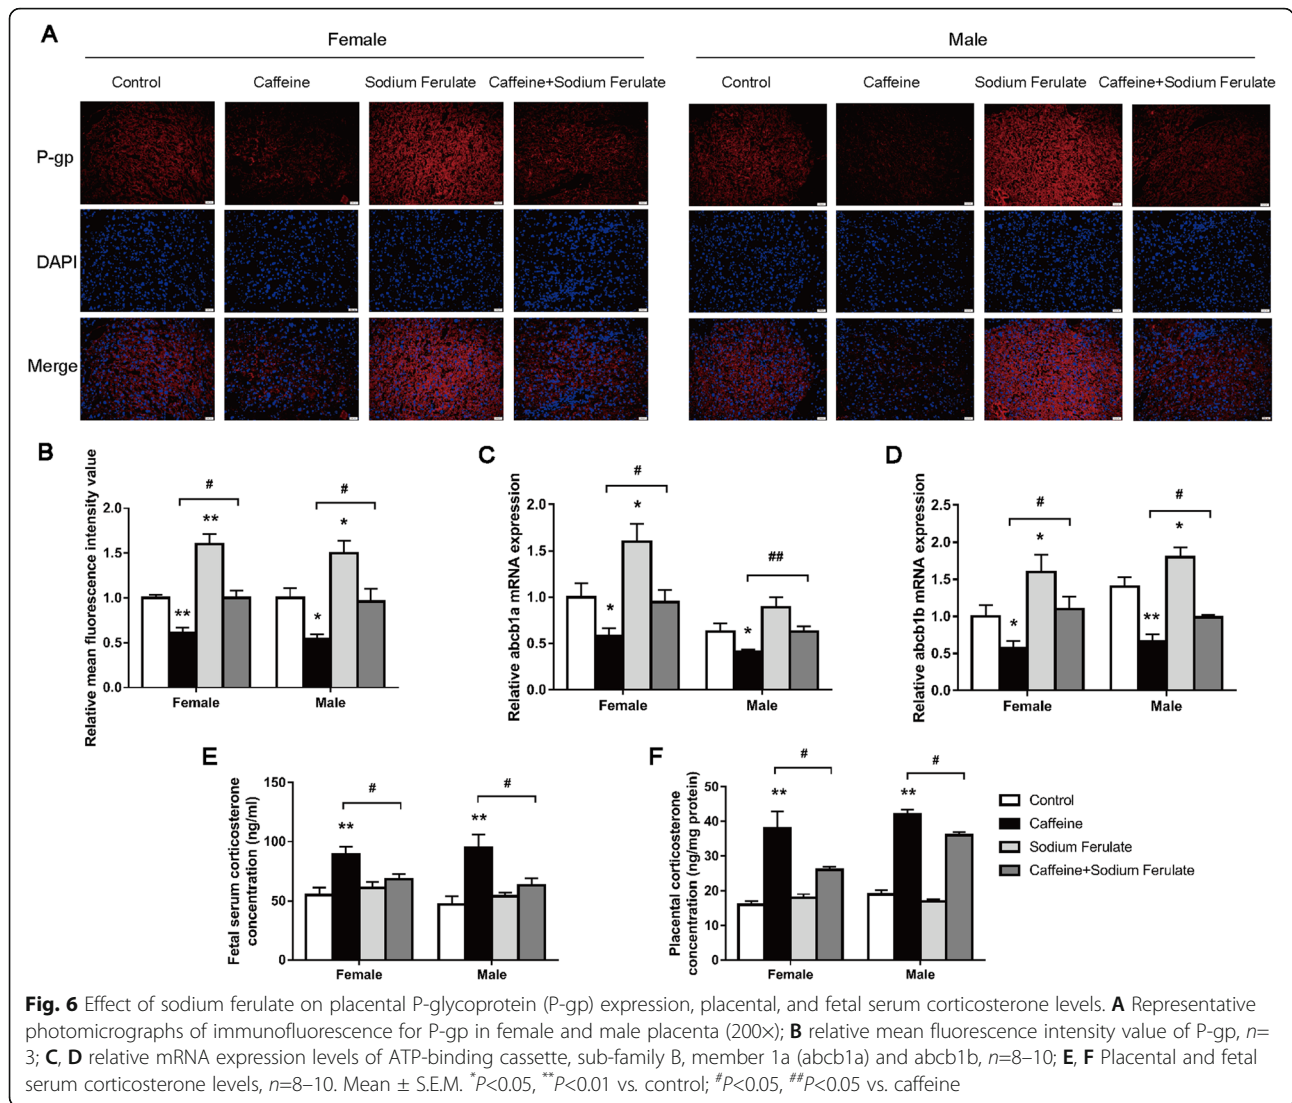 A
Female
Male
Control
Caffeine
Sodium Ferulate
Caffeine+Sodium Ferulate
Control
Caffeine
Sodium Ferulate
Caffeine+Sodium Ferulate
P-gp
DAPI
Merge
B
Relative mean fluorescence intensity value
2.0
1.5
1.0
0.5
0.0
**
**
#
*
*
#
Female
Male
C
Relative abcb1a mRNA expression
2.0
1.5
1.0
0.5
0.0
*
*
#
*
##
Female
Male
D
Relative abcb1b mRNA expression
2.5
2.0
1.5
1.0
0.5
0.0
*
*
#
**
*
#
Female
Male
E
Fetal serum corticosterone
concentration (ng/ml)
150
100
50
0
**
#
**
#
Female
Male
F
Placental corticosterone
concentration (ng/mg protein)
50
40
30
20
10
0
**
#
**
#
Female
Male
Control
Caffeine
Sodium Ferulate
Caffeine+Sodium Ferulate
Fig. 6 Effect of sodium ferulate on placental P-glycoprotein (P-gp) expression, placental, and fetal serum corticosterone levels. A Representative
photomicrographs of immunofluorescence for P-gp in female and male placenta (200×); B relative mean fluorescence intensity value of P-gp, n=
3; C, D relative mRNA expression levels of ATP-binding cassette, sub-family B, member 1a (abcb1a) and abcb1b, n=8–10; E, F Placental and fetal
serum corticosterone levels, n=8–10. Mean ± S.E.M. *P<0.05, **P<0.01 vs. control; #P<0.05, ##P<0.05 vs. caffeine